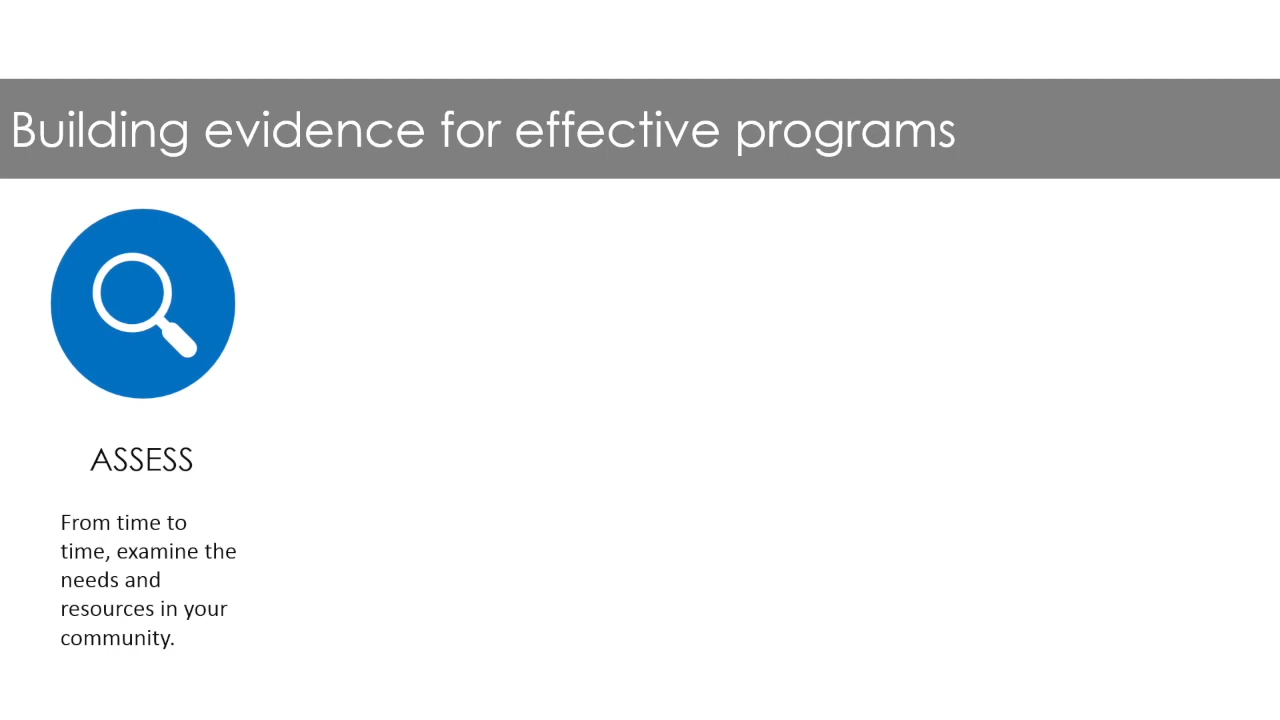 Building evidence for effective programs
ASSESS
From time to
time, examine the
needs and
resources in your
community.